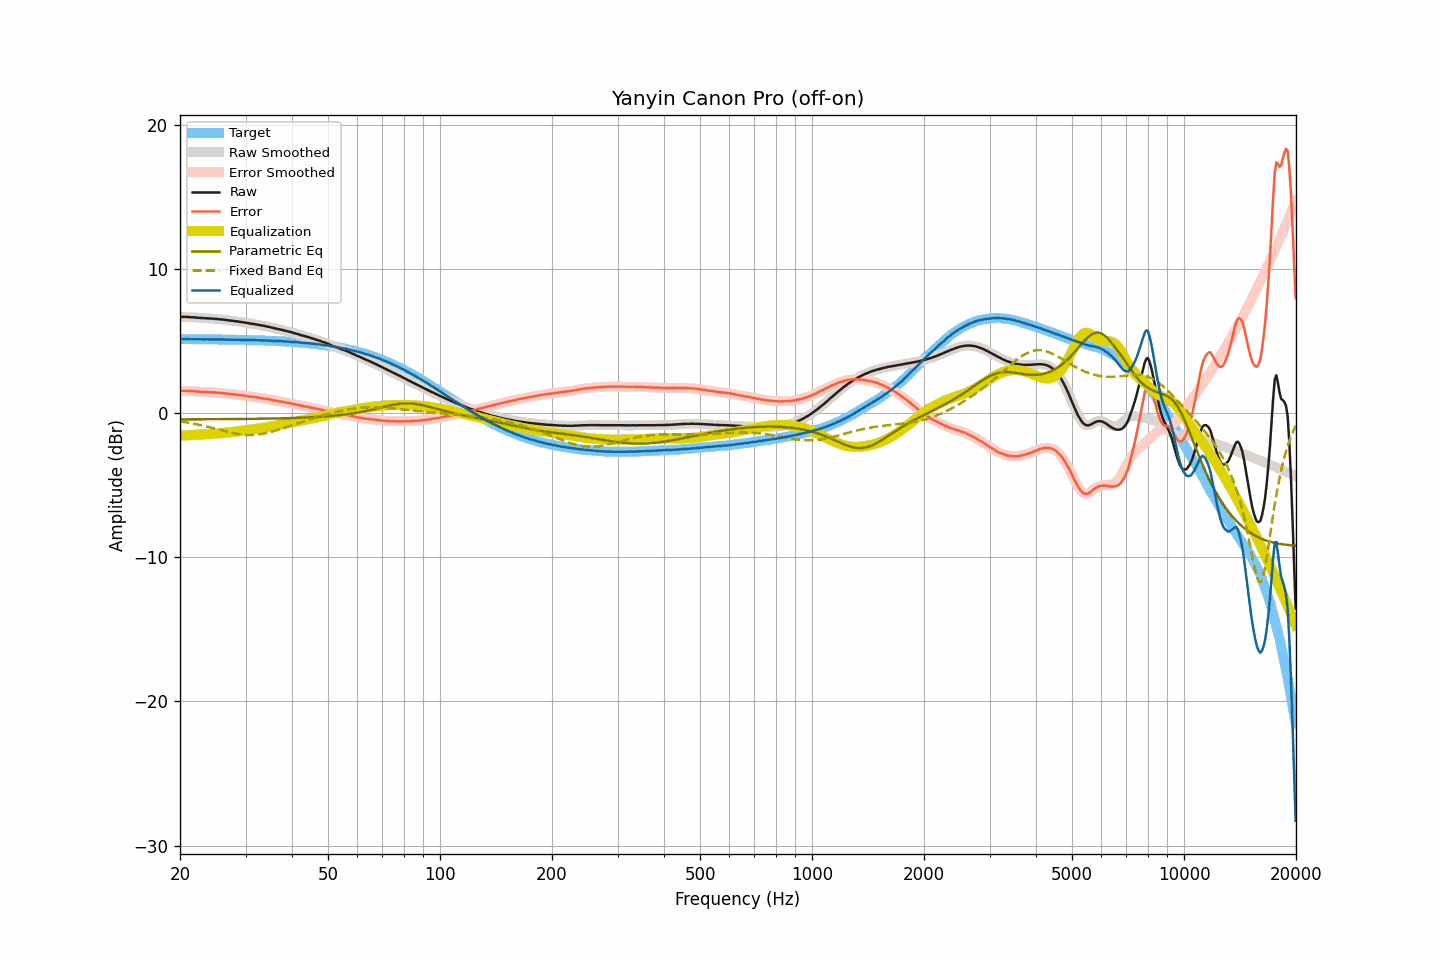 Yanyin Canon Pro (off-on)
20
10
0
−10
−20
−30
Amplitude (dBr)
Target
Raw Smoothed
Error Smoothed
Raw
Error
Equalization
Parametric Eq
Fixed Band Eq
Equalized
20 50 100 200 500 1000 2000 5000 10000 20000
Frequency (Hz)